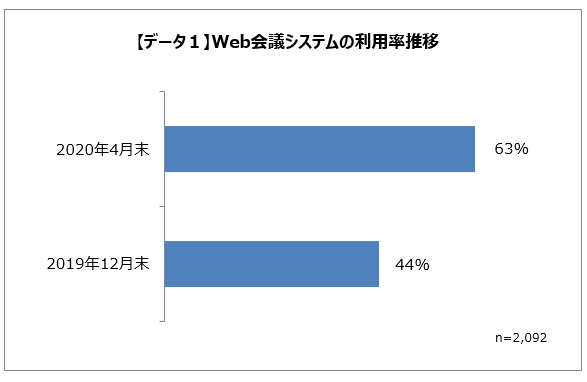 【データ１】Web会議システムの利用率推移
2020年4月末
63%
2019年12月末
44%
n=2,092